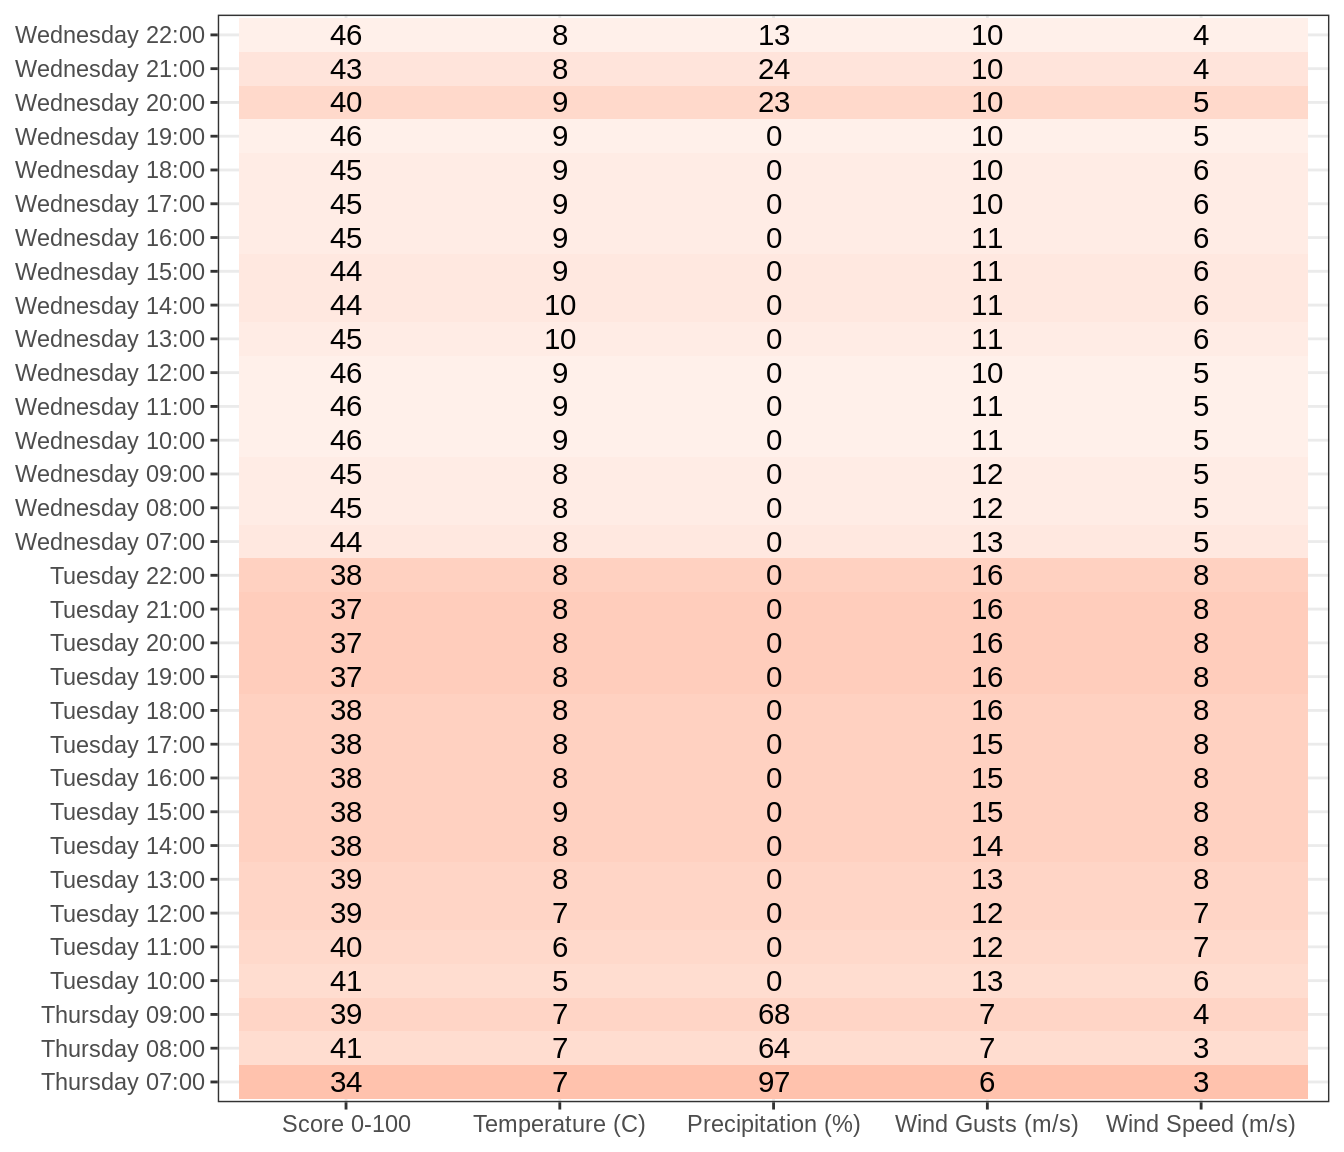 Wednesday 22:00 46 8 13 10 4
Wednesday 21:00 43 8 24 10 4
Wednesday 20:00 40 9 23 10 5
Wednesday 19:00 46 9 0 10 5
Wednesday 18:00 45 9 0 10 6
Wednesday 17:00 45 9 0 10 6
Wednesday 16:00 45 9 0 11 6
Wednesday 15:00 44 9 0 11 6
Wednesday 14:00 44 10 0 11 6
Wednesday 13:00 45 10 0 11 6
Wednesday 12:00 46 9 0 10 5
Wednesday 11:00 46 9 0 11 5
Wednesday 10:00 46 9 0 11 5
Wednesday 09:00 45 8 0 12 5
Wednesday 08:00 45 8 0 12 5
Wednesday 07:00 44 8 0 13 5
Tuesday 22:00 38 8 0 16 8
Tuesday 21:00 37 8 0 16 8
Tuesday 20:00 37 8 0 16 8
Tuesday 19:00 37 8 0 16 8
Tuesday 18:00 38 8 0 16 8
Tuesday 17:00 38 8 0 15 8
Tuesday 16:00 38 8 0 15 8
Tuesday 15:00 38 9 0 15 8
Tuesday 14:00 38 8 0 14 8
Tuesday 13:00 39 8 0 13 8
Tuesday 12:00 39 7 0 12 7
Tuesday 11:00 40 6 0 12 7
Tuesday 10:00 41 5 0 13 6
Thursday 09:00 39 7 68 7 4
Thursday 08:00 41 7 64 7 3
Thursday 07:00 34 7 97 6 3
Score 0-100 Temperature (C) Precipitation (%) Wind Gusts (m/s) Wind Speed (m/s)